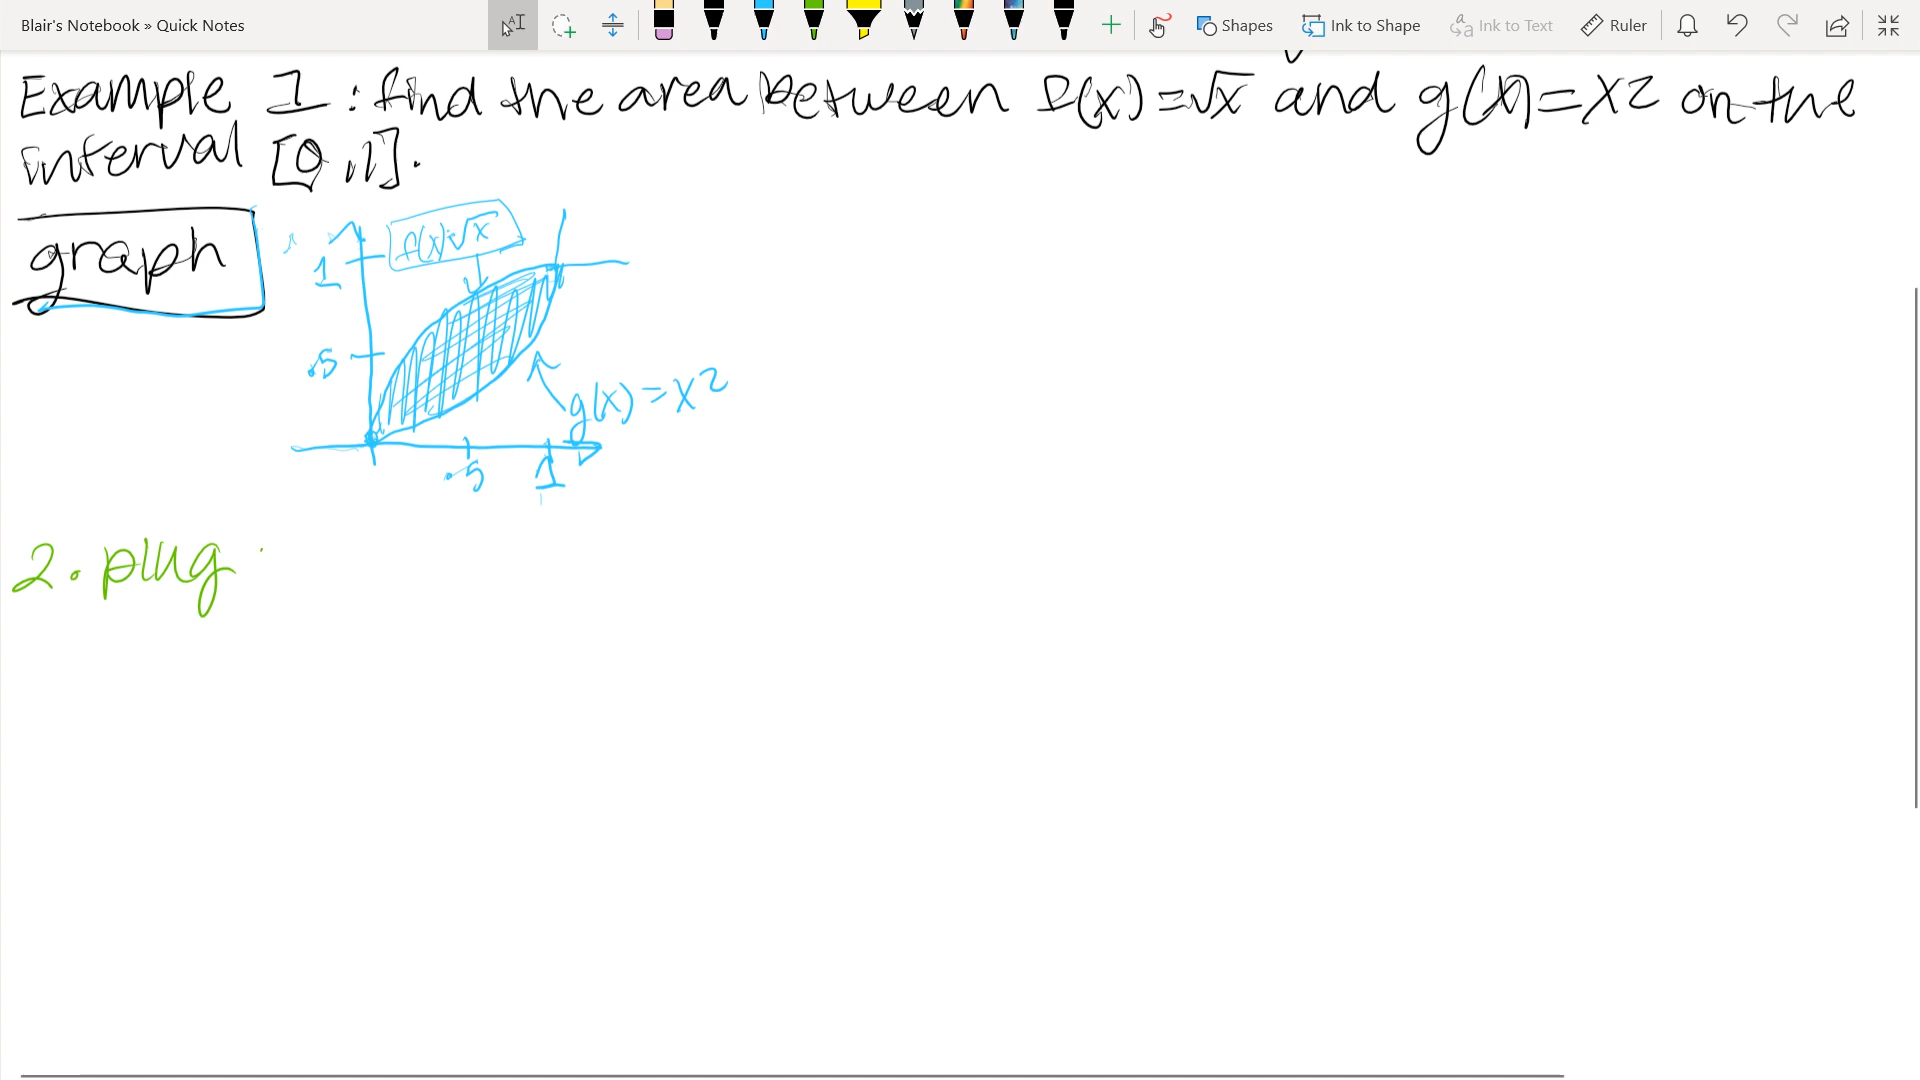 Blair's Notebook » Quick Notes
Shapes
Ink to Shape
Ink to Text
Ruler
Example 1 : find the area between f(x)=√x and g(x)=x2 on the
interval [0,1].
graph
f(x)=√x
1
.5
g(x)=x²
.5 1
2. plug